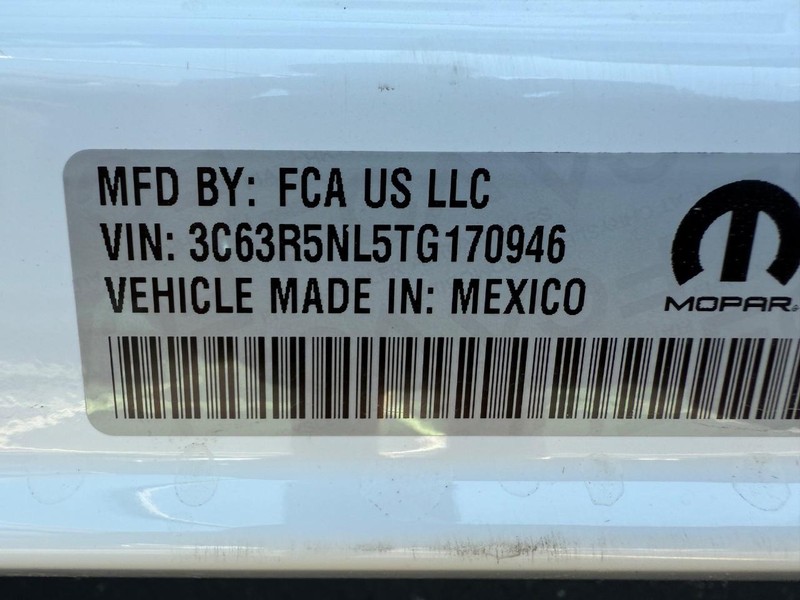 MFD BY: FCA US LLC
VIN: 3C63R5NL5TG170946
VEHICLE MADE IN: MEXICO
MOPAR